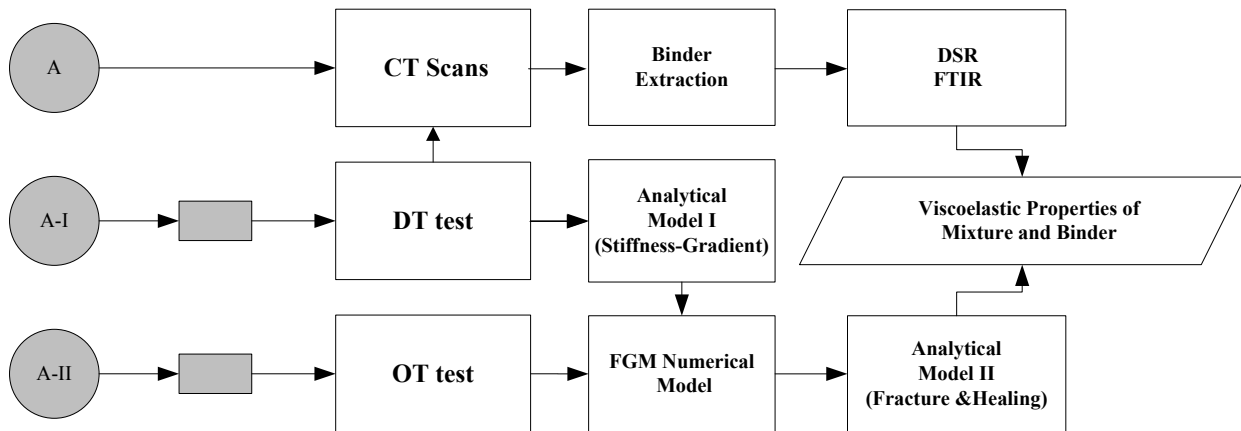 A
CT Scans
Binder
Extraction
DSR
FTIR
A-I
DT test
Analytical
Model I
(Stiffness-Gradient)
Viscoelastic Properties of
Mixture and Binder
A-II
OT test
FGM Numerical
Model
Analytical
Model II
(Fracture &Healing)